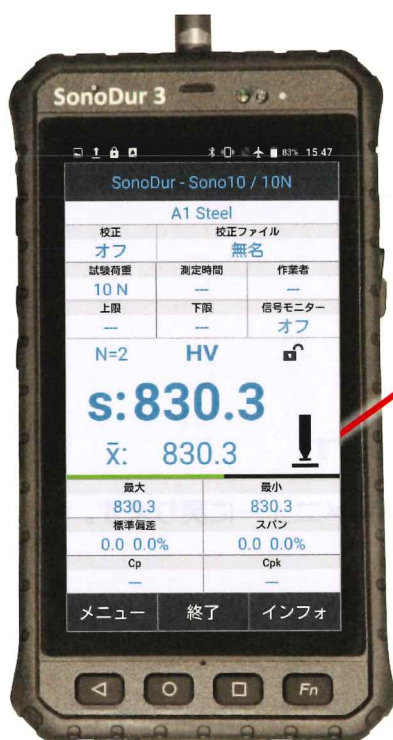 SonoDur 3
83% 15:47
SonoDur - Sono10 / 10N
A1 Steel
校正 校正ファイル
オフ 無名
試験荷重 測定時間 作業者
10 N --- ---
上限 下限 信号モニター
--- --- オフ
N=2 HV
s:830.3
x̄: 830.3
最大 最小
830.3 830.3
標準偏差 スパン
0.0 0.0% 0.0 0.0%
Cp Cpk
--- ---
メニュー 終了 インフォ
Fn